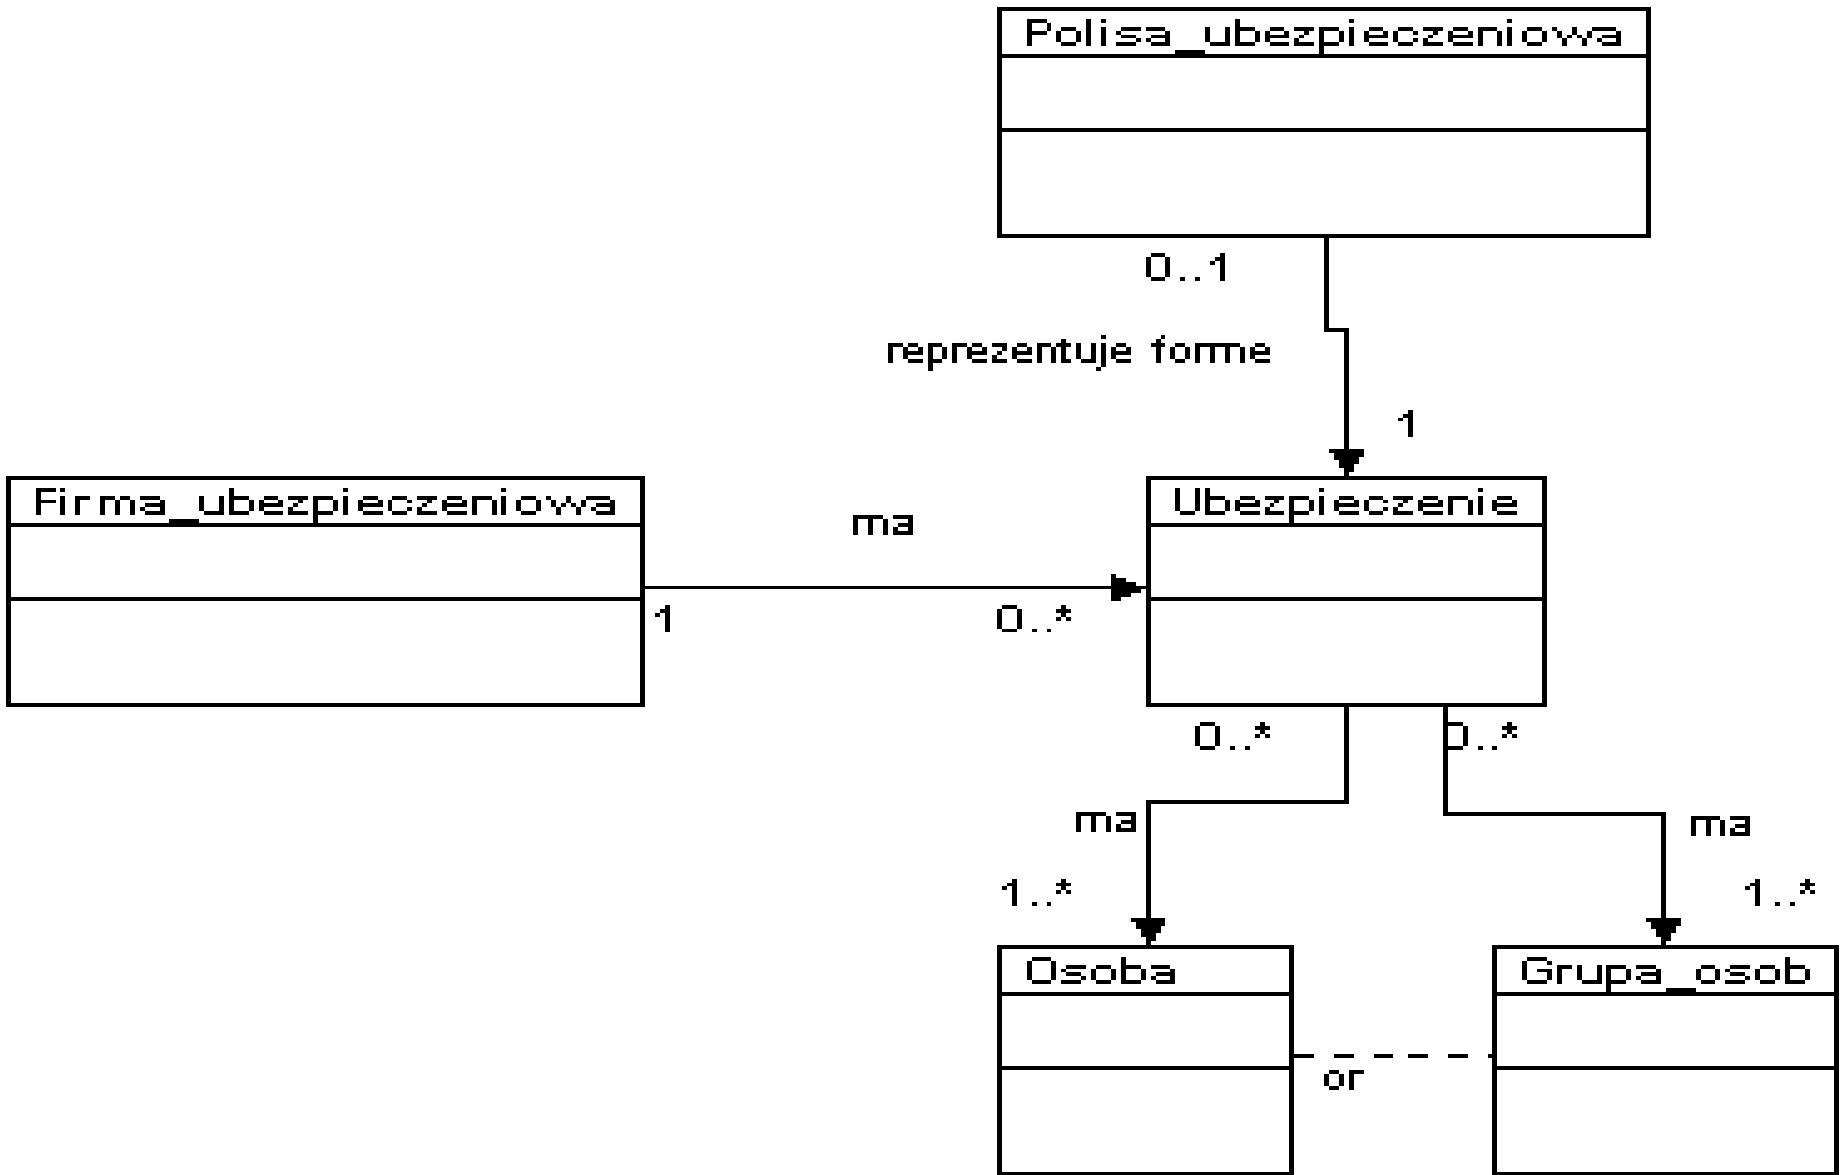 Polisa_ubezpieczeniowa
0..1
reprezentuje forme
1
Firma_ubezpieczeniowa
ma
Ubezpieczenie
1
0..*
0..*
0..*
ma
ma
1..*
1..*
Osoba
Grupa_osob
or